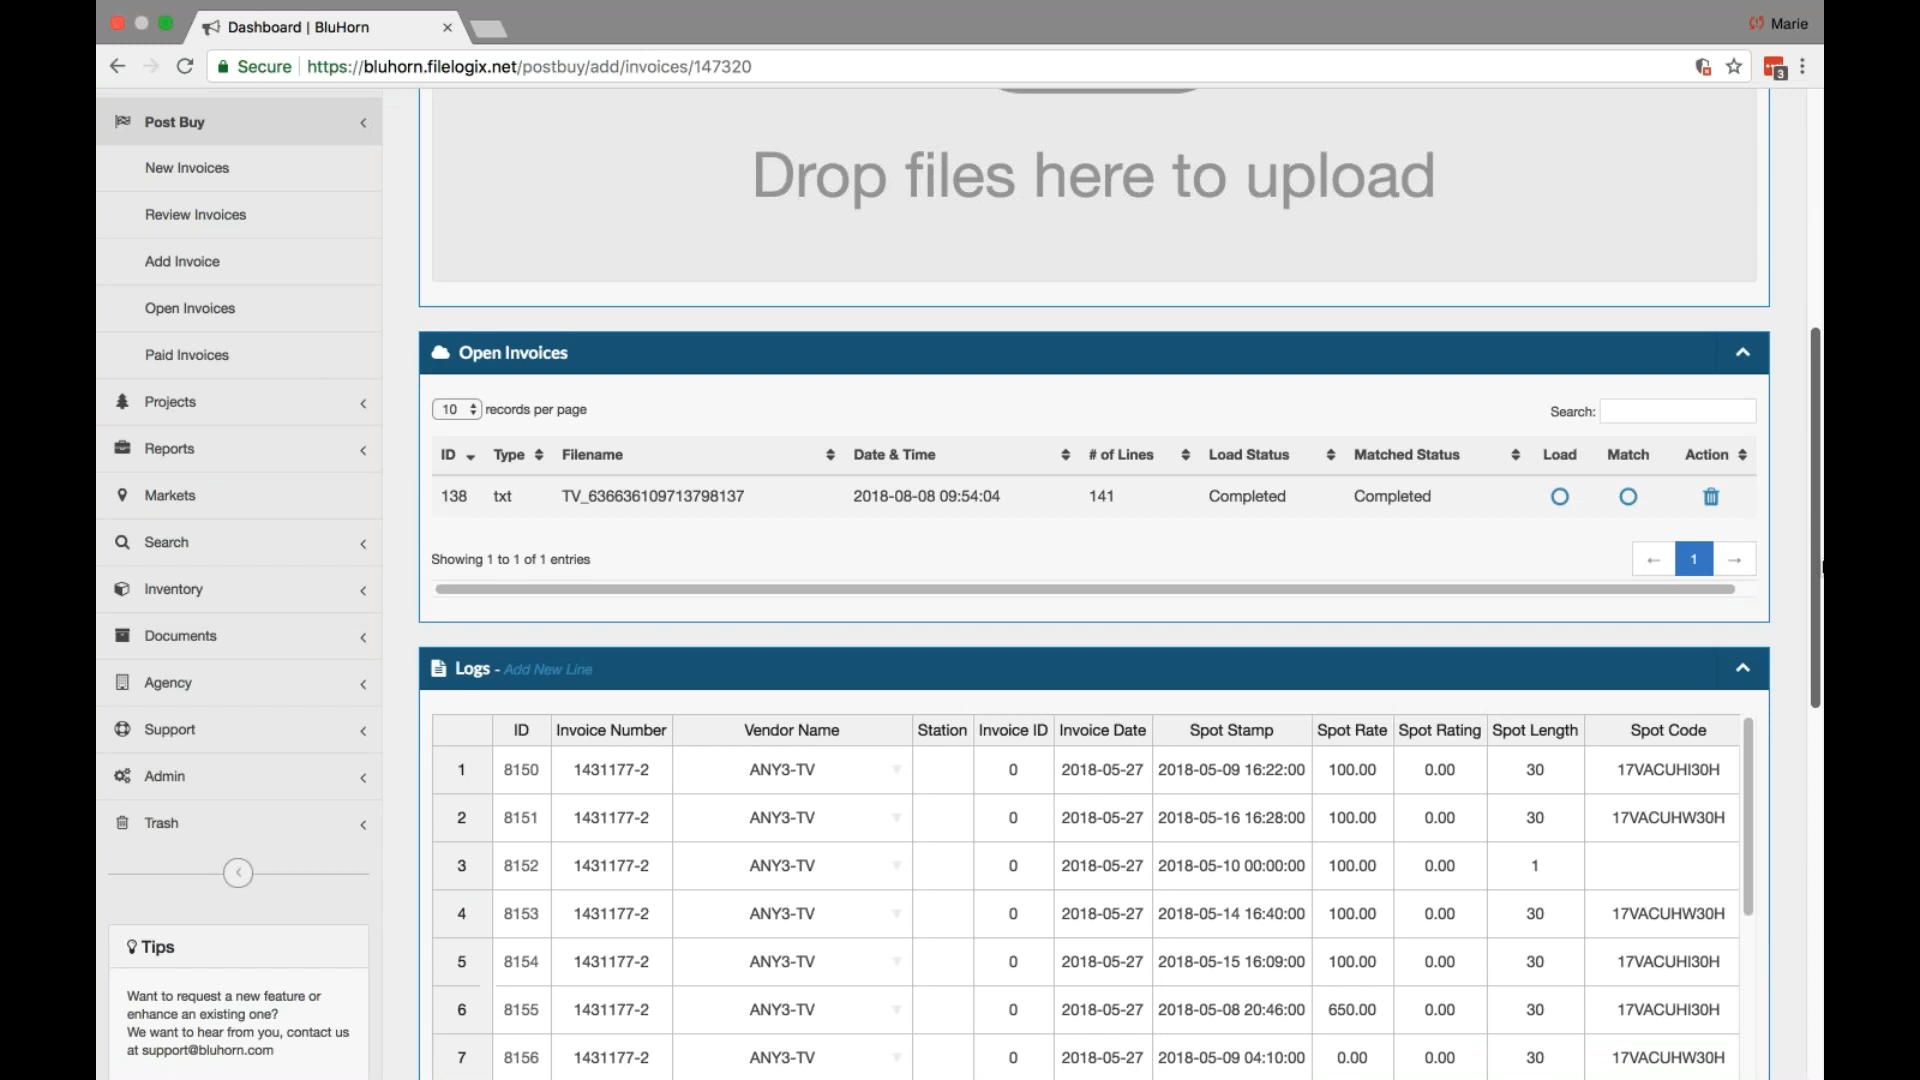 Dashboard | BluHorn
Marie
Secure https://bluhorn.filelogix.net/postbuy/add/invoices/147320
3
Post Buy
New Invoices
Review Invoices
Add Invoice
Open Invoices
Paid Invoices
Projects
Reports
Markets
Search
Inventory
Documents
Agency
Support
Admin
Trash
Tips
Want to request a new feature or
enhance an existing one?
We want to hear from you, contact us
at support@bluhorn.com
Drop files here to upload
Open Invoices
10 records per page
Search:
ID Type Filename Date & Time # of Lines Load Status Matched Status Load Match Action
138 txt TV_636636109713798137 2018-08-08 09:54:04 141 Completed Completed
Showing 1 to 1 of 1 entries
← 1 →
Logs - Add New Line
ID Invoice Number Vendor Name Station Invoice ID Invoice Date Spot Stamp Spot Rate Spot Rating Spot Length Spot Code
1 8150 1431177-2 ANY3-TV 0 2018-05-27 2018-05-09 16:22:00 100.00 0.00 30 17VACUHI30H
2 8151 1431177-2 ANY3-TV 0 2018-05-27 2018-05-16 16:28:00 100.00 0.00 30 17VACUHW30H
3 8152 1431177-2 ANY3-TV 0 2018-05-27 2018-05-10 00:00:00 100.00 0.00 1
4 8153 1431177-2 ANY3-TV 0 2018-05-27 2018-05-14 16:40:00 100.00 0.00 30 17VACUHW30H
5 8154 1431177-2 ANY3-TV 0 2018-05-27 2018-05-15 16:09:00 100.00 0.00 30 17VACUHI30H
6 8155 1431177-2 ANY3-TV 0 2018-05-27 2018-05-08 20:46:00 650.00 0.00 30 17VACUHI30H
7 8156 1431177-2 ANY3-TV 0 2018-05-27 2018-05-09 04:10:00 0.00 0.00 30 17VACUHW30H